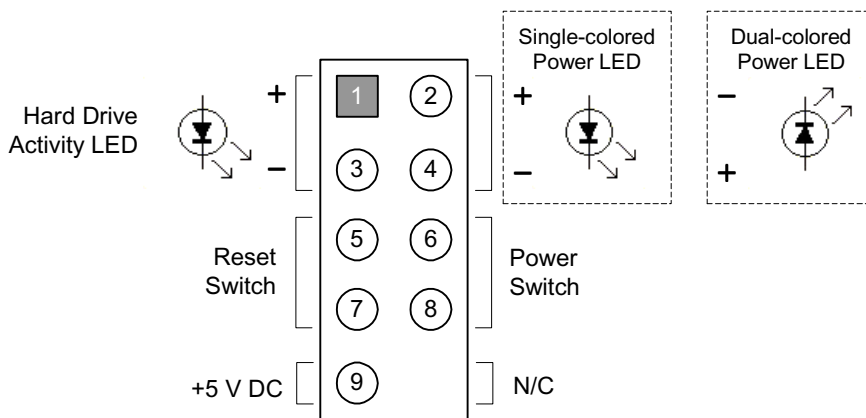 Single-colored
Power LED
Dual-colored
Power LED
Hard Drive
Activity LED
+
1
2
+
−
−
3
4
−
+
Reset
Switch
5
6
Power
Switch
7
8
+5 V DC
9
N/C